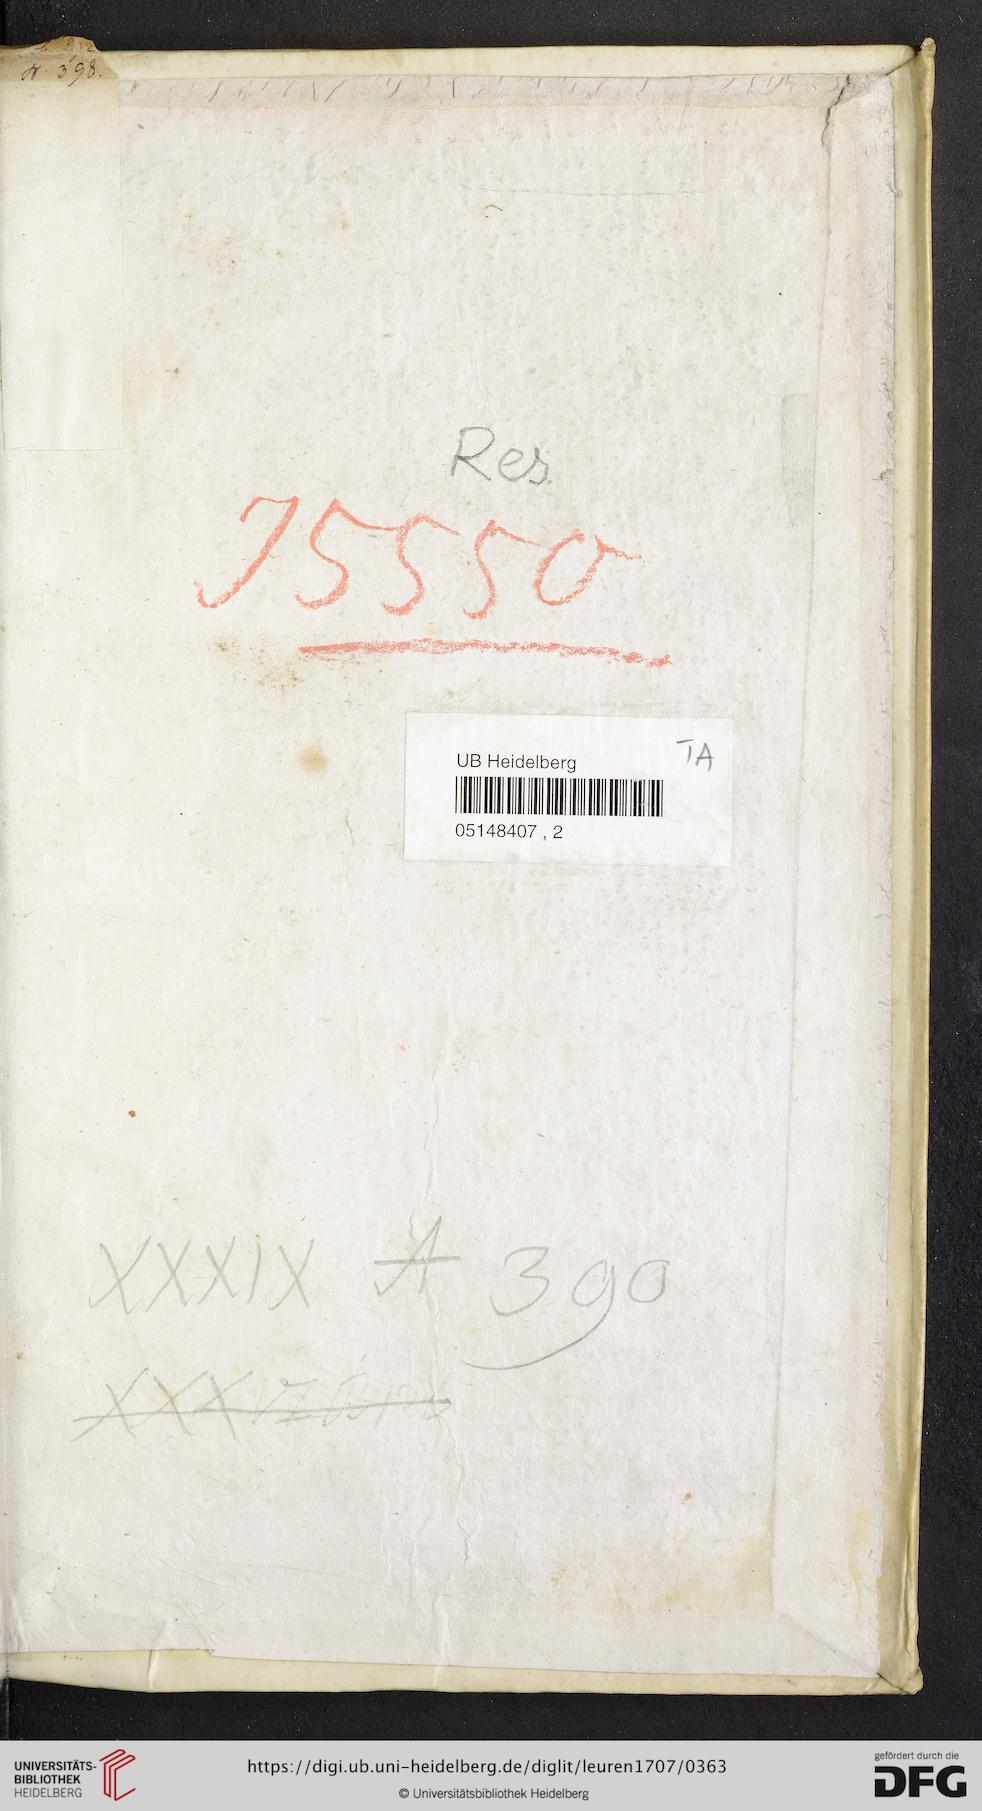 N. 398.
Res.
J5550
UB Heidelberg
TA
05148407 , 2
XXXIX A 390
UNIVERSITÄTS-
BIBLIOTHEK
HEIDELBERG
https://digi.ub.uni-heidelberg.de/diglit/leuren1707/0363
© Universitätsbibliothek Heidelberg
gefördert durch die
DFG